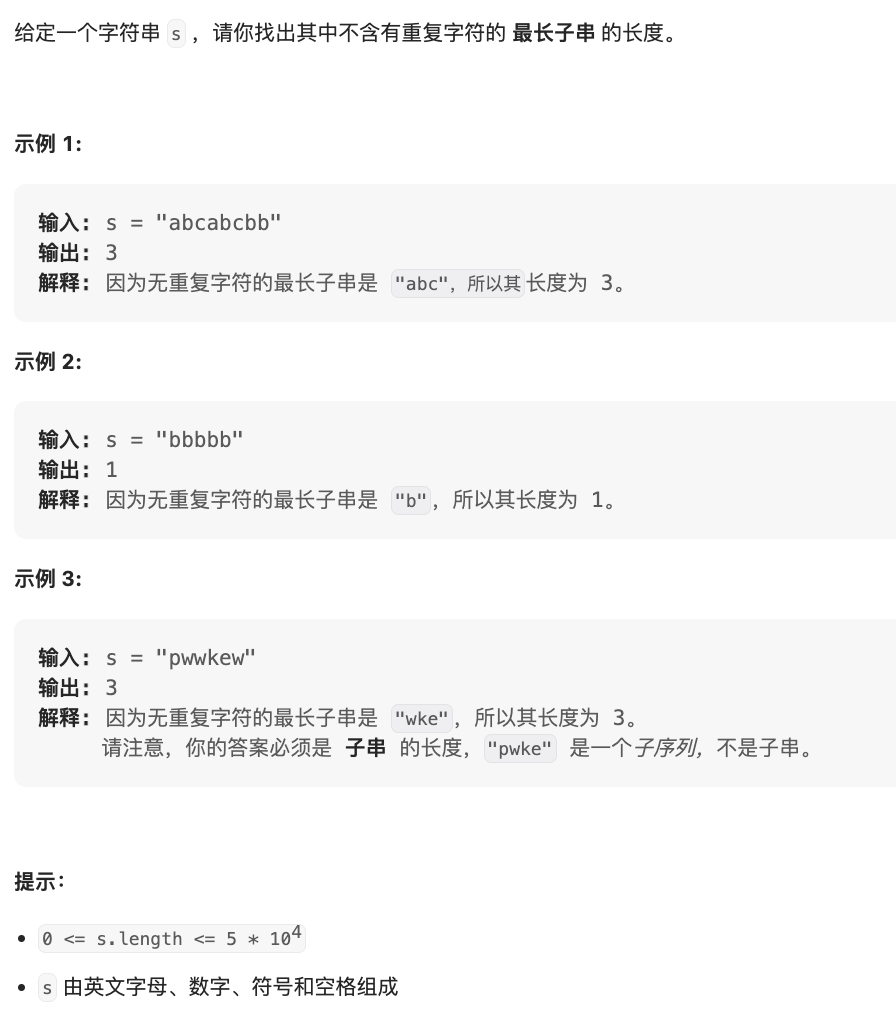 给定一个字符串 s ，请你找出其中不含有重复字符的 最长子串 的长度。
示例 1:
输入: s = "abcabcbb"
输出: 3
解释: 因为无重复字符的最长子串是 "abc"，所以其长度为 3。
示例 2:
输入: s = "bbbbb"
输出: 1
解释: 因为无重复字符的最长子串是 "b"，所以其长度为 1。
示例 3:
输入: s = "pwwkew"
输出: 3
解释: 因为无重复字符的最长子串是 "wke"，所以其长度为 3。
请注意，你的答案必须是 子串 的长度，"pwke" 是一个子序列，不是子串。
提示：
• 0 <= s.length <= 5 * 10⁴
• s 由英文字母、数字、符号和空格组成